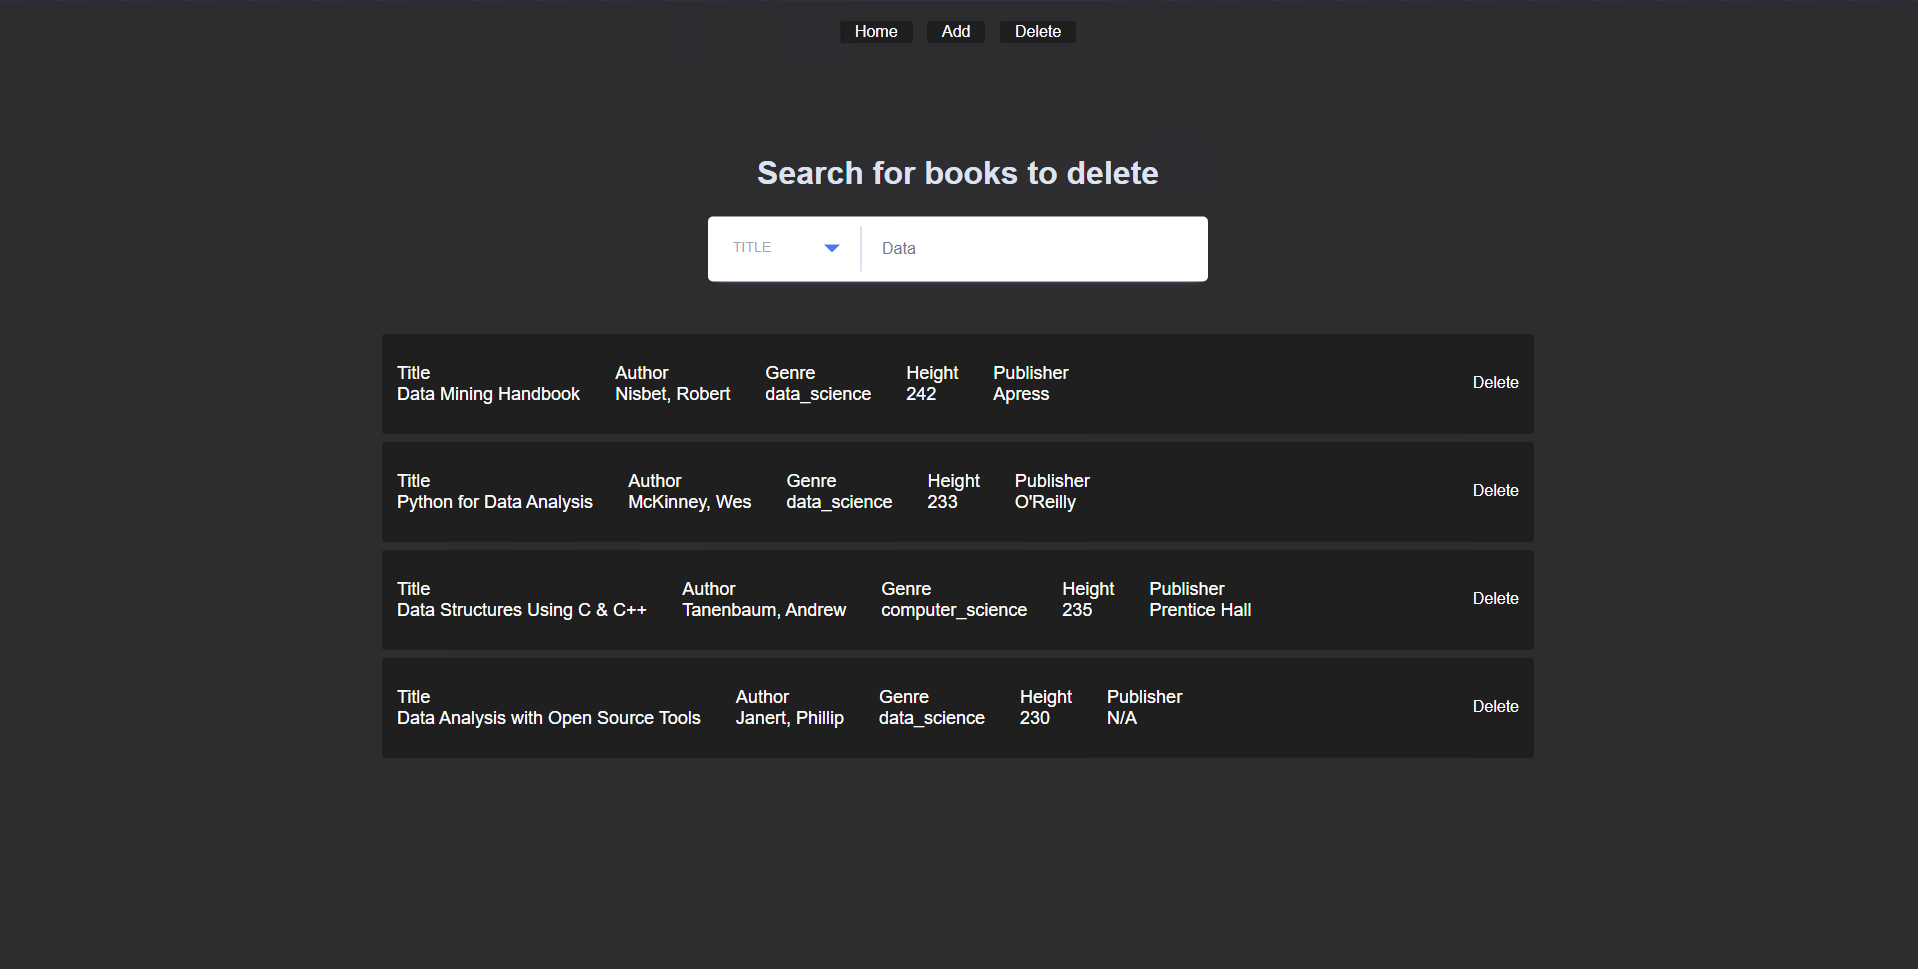 Home Add Delete
Search for books to delete
TITLE Data
Title Author Genre Height Publisher
Data Mining Handbook Nisbet, Robert data_science 242 Apress
Delete
Title Author Genre Height Publisher
Python for Data Analysis McKinney, Wes data_science 233 O'Reilly
Delete
Title Author Genre Height Publisher
Data Structures Using C & C++ Tanenbaum, Andrew computer_science 235 Prentice Hall
Delete
Title Author Genre Height Publisher
Data Analysis with Open Source Tools Janert, Phillip data_science 230 N/A
Delete